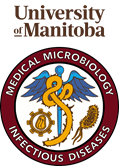 University
of Manitoba
MEDICAL MICROBIOLOGY
INFECTIOUS DISEASES